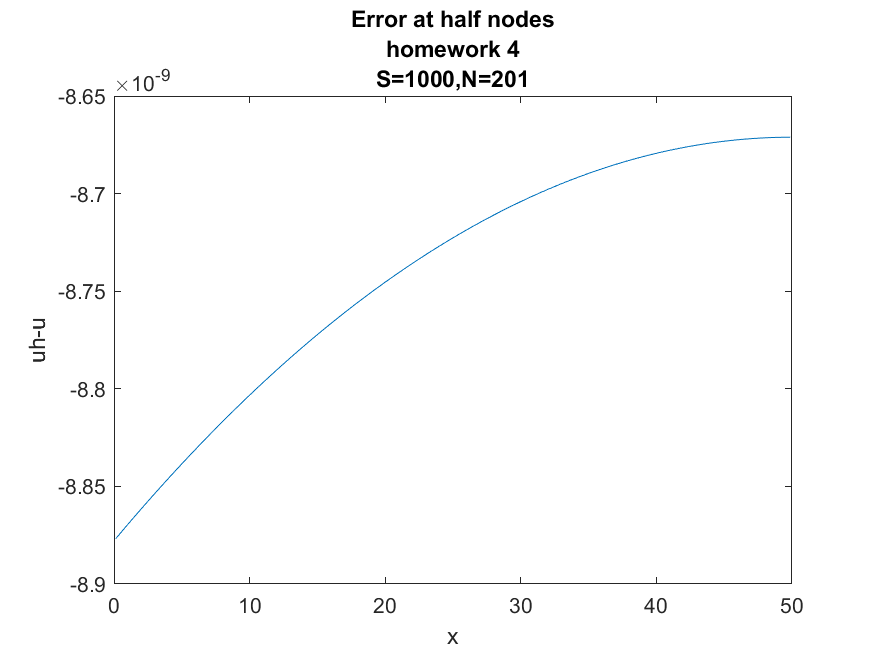 Error at half nodes
homework 4
S=1000,N=201
×10-9
-8.65
-8.7
-8.75
-8.8
-8.85
-8.9
uh-u
0 10 20 30 40 50
x